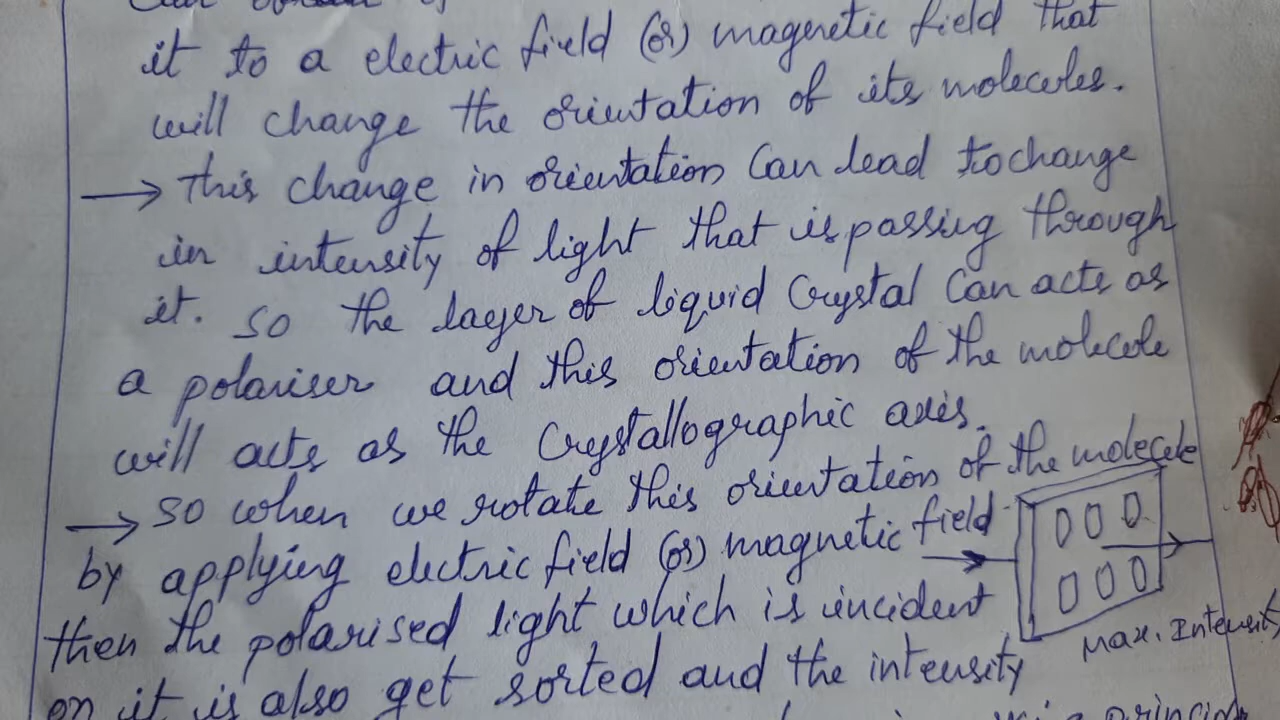 it to a electric field (or) magnetic field that
will change the orientation of its molecules.
→ this change in orientation can lead to change
in intensity of light that is passing through
it. so the layer of liquid crystal can acts as
a polariser and this orientation of the molecule
will acts as the crystallographic axis.
→ so when we rotate this orientation of the molecule
by applying electric field (or) magnetic field
then the polarised light which is incident
on it is also get sorted and the intensity
Max. Intensity